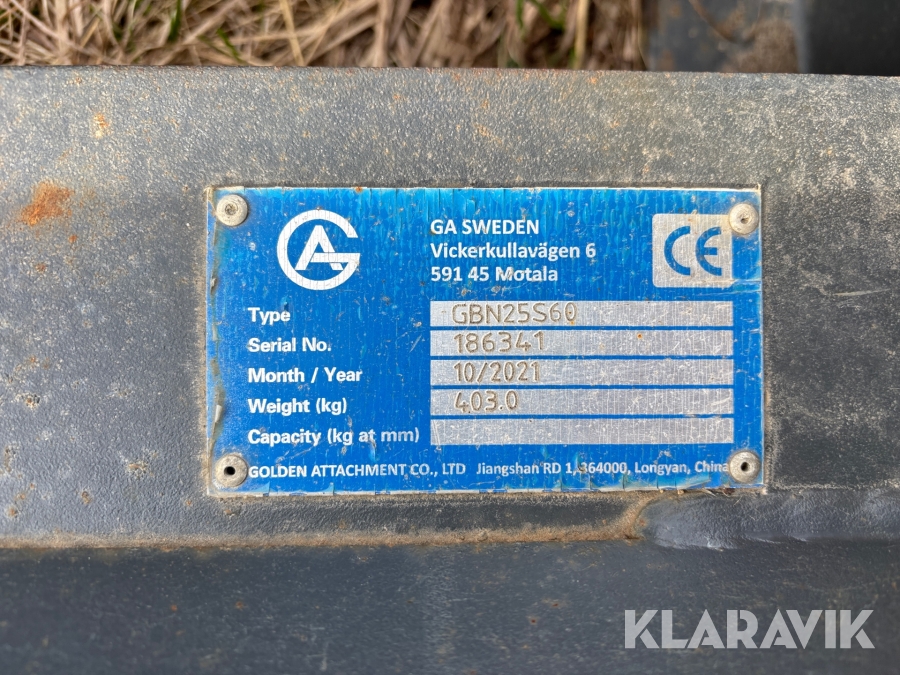 AG
GA SWEDEN
Vickerkullavägen 6
591 45 Motala
CE
Type GBN25S60
Serial No. 186341
Month / Year 10/2021
Weight (kg) 403.0
Capacity (kg at mm)
GOLDEN ATTACHMENT CO., LTD Jiangshan RD 1, 364000, Longyan, China
KLARAVIK